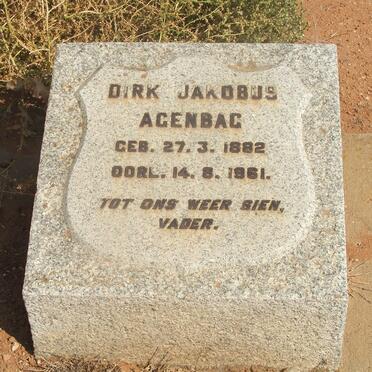 DIRK JAKOBUS
AGENBAG
GEB. 27. 3. 1882
OORL. 14. 8. 1961.
TOT ONS WEER SIEN,
VADER.